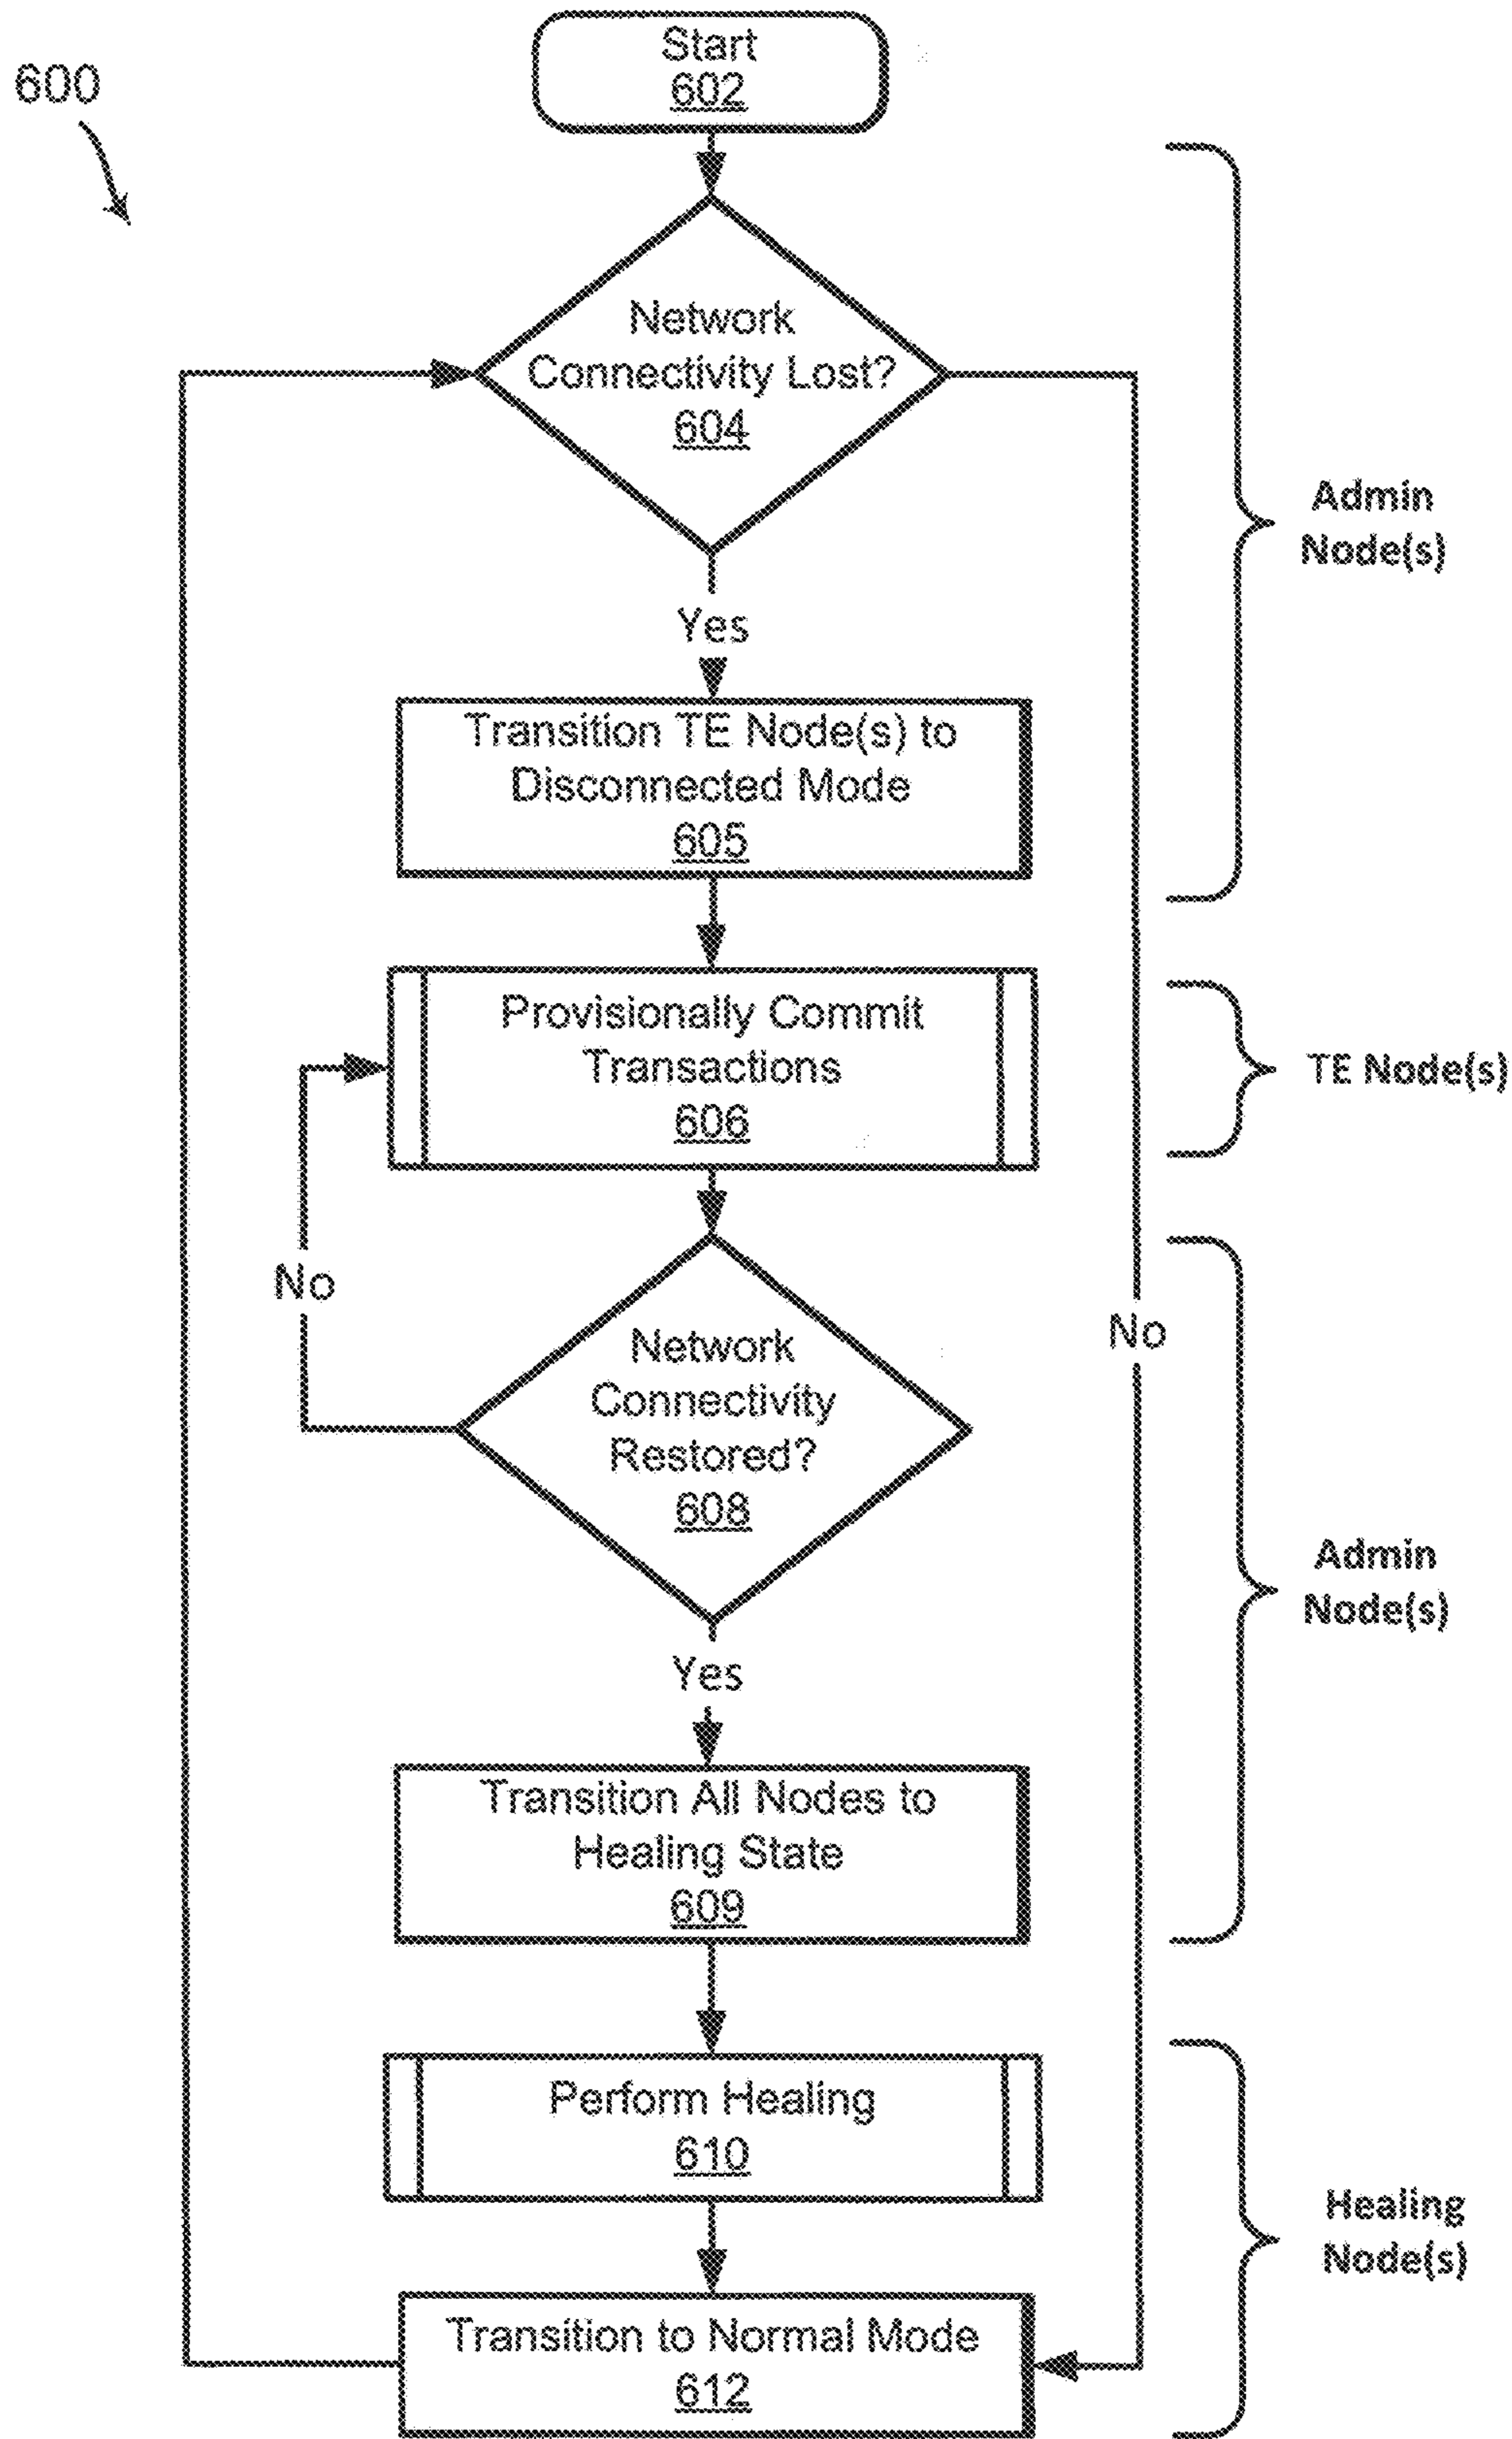 600
Start
602
Network
Connectivity Lost?
604
Admin
Node(s)
Yes
Transition TE Node(s) to
Disconnected Mode
605
Provisionally Commit
Transactions
606
TE Node(s)
No
No
Network
Connectivity
Restored?
608
Admin
Node(s)
Yes
Transition All Nodes to
Healing State
609
Perform Healing
610
Healing
Node(s)
Transition to Normal Mode
612